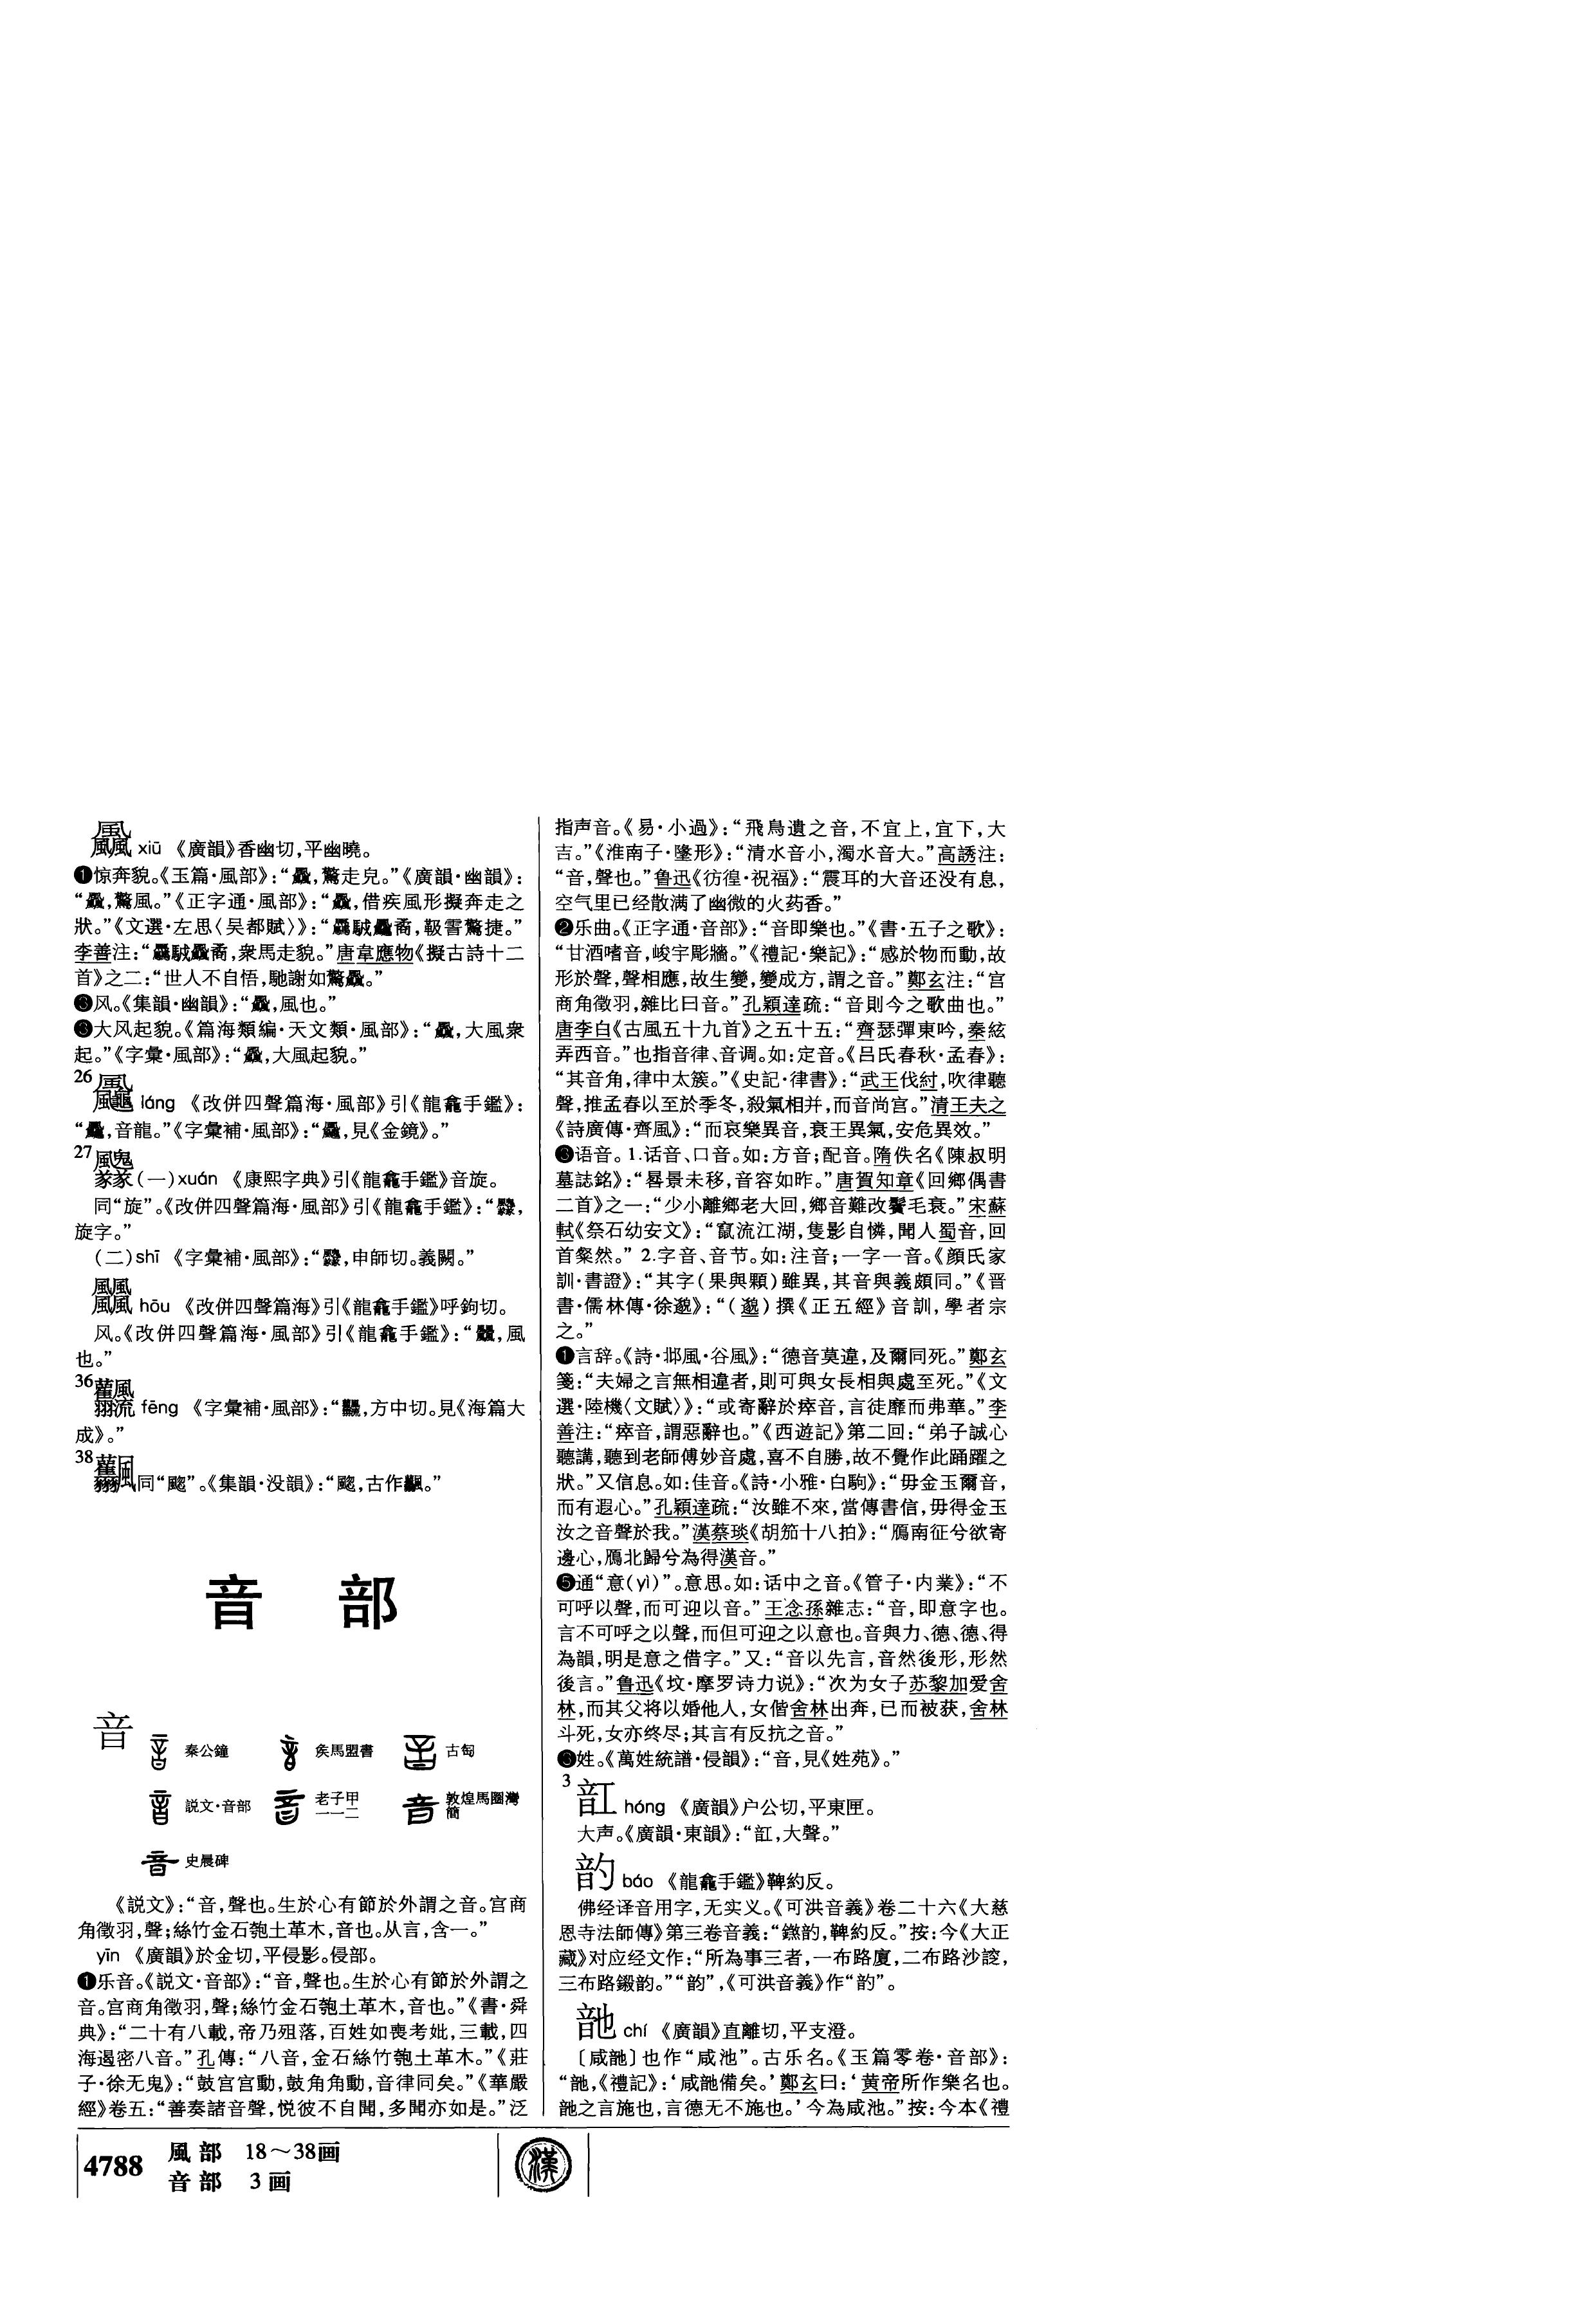 飍 xiū 《廣韻》香幽切,平幽曉。
❶惊奔貌。《玉篇·風部》:“飍,驚走皃。”《廣韻·幽韻》:
“飍,驚風。”《正字通·風部》:“飍,借疾風形擬奔走之
狀。”《文選·左思〈吴都賦〉》:“驫駥飍矞,靸霅驚捷。”
李善注:“驫駥飍矞,衆馬走貌。”唐韋應物《擬古詩十二
首》之二:“世人不自悟,馳謝如驚飍。”
❸风。《集韻·幽韻》:“飍,風也。”
❸大风起貌。《篇海類編·天文類·風部》:“飍,大風衆
起。”《字彙·風部》:“飍,大風起貌。”
26
láng 《改併四聲篇海·風部》引《龍龕手鑑》:
音龍。”《字彙補·風部》:“ ,見《金鏡》。”
27
(一)xuán 《康熙字典》引《龍龕手鑑》音旋。
同“旋”。《改併四聲篇海·風部》引《龍龕手鑑》:
旋字。”
(二)shī 《字彙補·風部》:“ ,申師切。義闕。”
hōu 《改併四聲篇海》引《龍龕手鑑》呼鉤切。
风。《改併四聲篇海·風部》引《龍龕手鑑》:“ ,風
也。”
36
fēng 《字彙補·風部》:“ ,方中切。見《海篇大
成》。”
38
同“颮”。《集韻·没韻》:“ ,古作 。”
音 部
音
秦公鐘 矦馬盟書 古匋
説文·音部 老子甲一一二 敦煌馬圈灣簡
史晨碑
《説文》:“音,聲也。生於心有節於外謂之音。宫商
角徵羽,聲;絲竹金石匏土革木,音也。从言,含一。”
yīn 《廣韻》於金切,平侵影。侵部。
❶乐音。《説文·音部》:“音,聲也。生於心有節於外謂之
音。宫商角徵羽,聲;絲竹金石匏土革木,音也。”《書·舜
典》:“二十有八載,帝乃殂落,百姓如喪考妣,三載,四
海遏密八音。”孔傳:“八音,金石絲竹匏土革木。”《莊
子·徐无鬼》:“鼓宫宫動,鼓角角動,音律同矣。”《華嚴
經》卷五:“善奏諸音聲,悦彼不自聞,多聞亦如是。”泛
指声音。《易·小過》:“飛鳥遺之音,不宜上,宜下,大
吉。”《淮南子·墬形》:“清水音小,濁水音大。”高誘注:
“音,聲也。”鲁迅《彷徨·祝福》:“震耳的大音还没有息,
空气里已经散满了幽微的火药香。”
❷乐曲。《正字通·音部》:“音即樂也。”《書·五子之歌》:
“甘酒嗜音,峻宇彫牆。”《禮記·樂記》:“感於物而動,故
形於聲,聲相應,故生變,變成方,謂之音。”鄭玄注:“宫
商角徵羽,雜比曰音。”孔穎達疏:“音則今之歌曲也。”
唐李白《古風五十九首》之五十五:“齊瑟彈東吟,秦絃
弄西音。”也指音律、音调。如:定音。《吕氏春秋·孟春》:
“其音角,律中太簇。”《史記·律書》:“武王伐紂,吹律聽
聲,推孟春以至於季冬,殺氣相并,而音尚宫。”清王夫之
《詩廣傳·齊風》:“而哀樂異音,衰王異氣,安危異效。”
❸语音。1.话音、口音。如:方音;配音。隋佚名《陳叔明
墓誌銘》:“晷景未移,音容如昨。”唐賀知章《回鄉偶書
二首》之一:“少小離鄉老大回,鄉音難改鬢毛衰。”宋蘇
軾《祭石幼安文》:“竄流江湖,隻影自憐,聞人蜀音,回
首粲然。” 2.字音、音节。如:注音;一字一音。《顔氏家
訓·書證》:“其字(果與顆)雖異,其音與義頗同。”《晋
書·儒林傳·徐邈》:“(邈)撰《正五經》音訓,學者宗
之。”
❶言辞。《詩·邶風·谷風》:“德音莫違,及爾同死。”鄭玄
箋:“夫婦之言無相違者,則可與女長相與處至死。”《文
選·陸機〈文賦〉》:“或寄辭於瘁音,言徒靡而弗華。”李
善注:“瘁音,謂惡辭也。”《西遊記》第二回:“弟子誠心
聽講,聽到老師傅妙音處,喜不自勝,故不覺作此踊躍之
狀。”又信息。如:佳音。《詩·小雅·白駒》:“毋金玉爾音,
而有遐心。”孔穎達疏:“汝雖不來,當傳書信,毋得金玉
汝之音聲於我。”漢蔡琰《胡笳十八拍》:“鴈南征兮欲寄
邊心,鴈北歸兮為得漢音。”
❺通“意(yì)”。意思。如:话中之音。《管子·内業》:“不
可呼以聲,而可迎以音。”王念孫雜志:“音,即意字也。
言不可呼之以聲,而但可迎之以意也。音與力、德、德、得
為韻,明是意之借字。”又:“音以先言,音然後形,形然
後言。”鲁迅《坟·摩罗诗力说》:“次为女子苏黎加爱舍
林,而其父将以婚他人,女偕舍林出奔,已而被获,舍林
斗死,女亦终尽;其言有反抗之音。”
❸姓。《萬姓統譜·侵韻》:“音,見《姓苑》。”
3
䪦 hóng 《廣韻》户公切,平東匣。
大声。《廣韻·東韻》:“䪦,大聲。”
韵 báo 《龍龕手鑑》鞞約反。
佛经译音用字,无实义。《可洪音義》卷二十六《大慈
恩寺法師傳》第三卷音義:“ 韵,鞞約反。”按:今《大正
藏》对应经文作:“所為事三者,一布路厦,二布路沙諚,
三布路鎩韵。”“韵”,《可洪音義》作“韵”。
䪧 chí 《廣韻》直離切,平支澄。
〔咸䪧〕也作“咸池”。古乐名。《玉篇零卷·音部》:
“䪧,《禮記》:‘咸䪧備矣。’鄭玄曰:‘黄帝所作樂名也。
䪧之言施也,言德无不施也。’今為咸池。”按:今本《禮
4788 風部 18～38画
音部 3画
漢